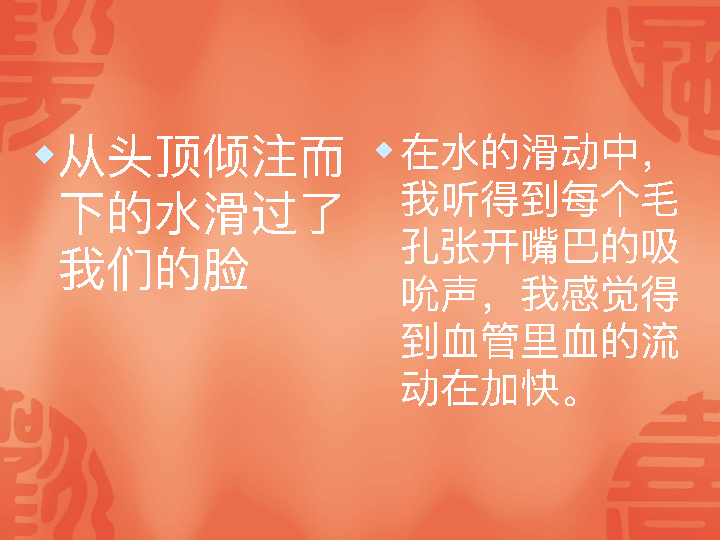 从头顶倾注而
下的水滑过了
我们的脸
在水的滑动中，
我听得到每个毛
孔张开嘴巴的吸
吮声，我感觉得
到血管里血的流
动在加快。